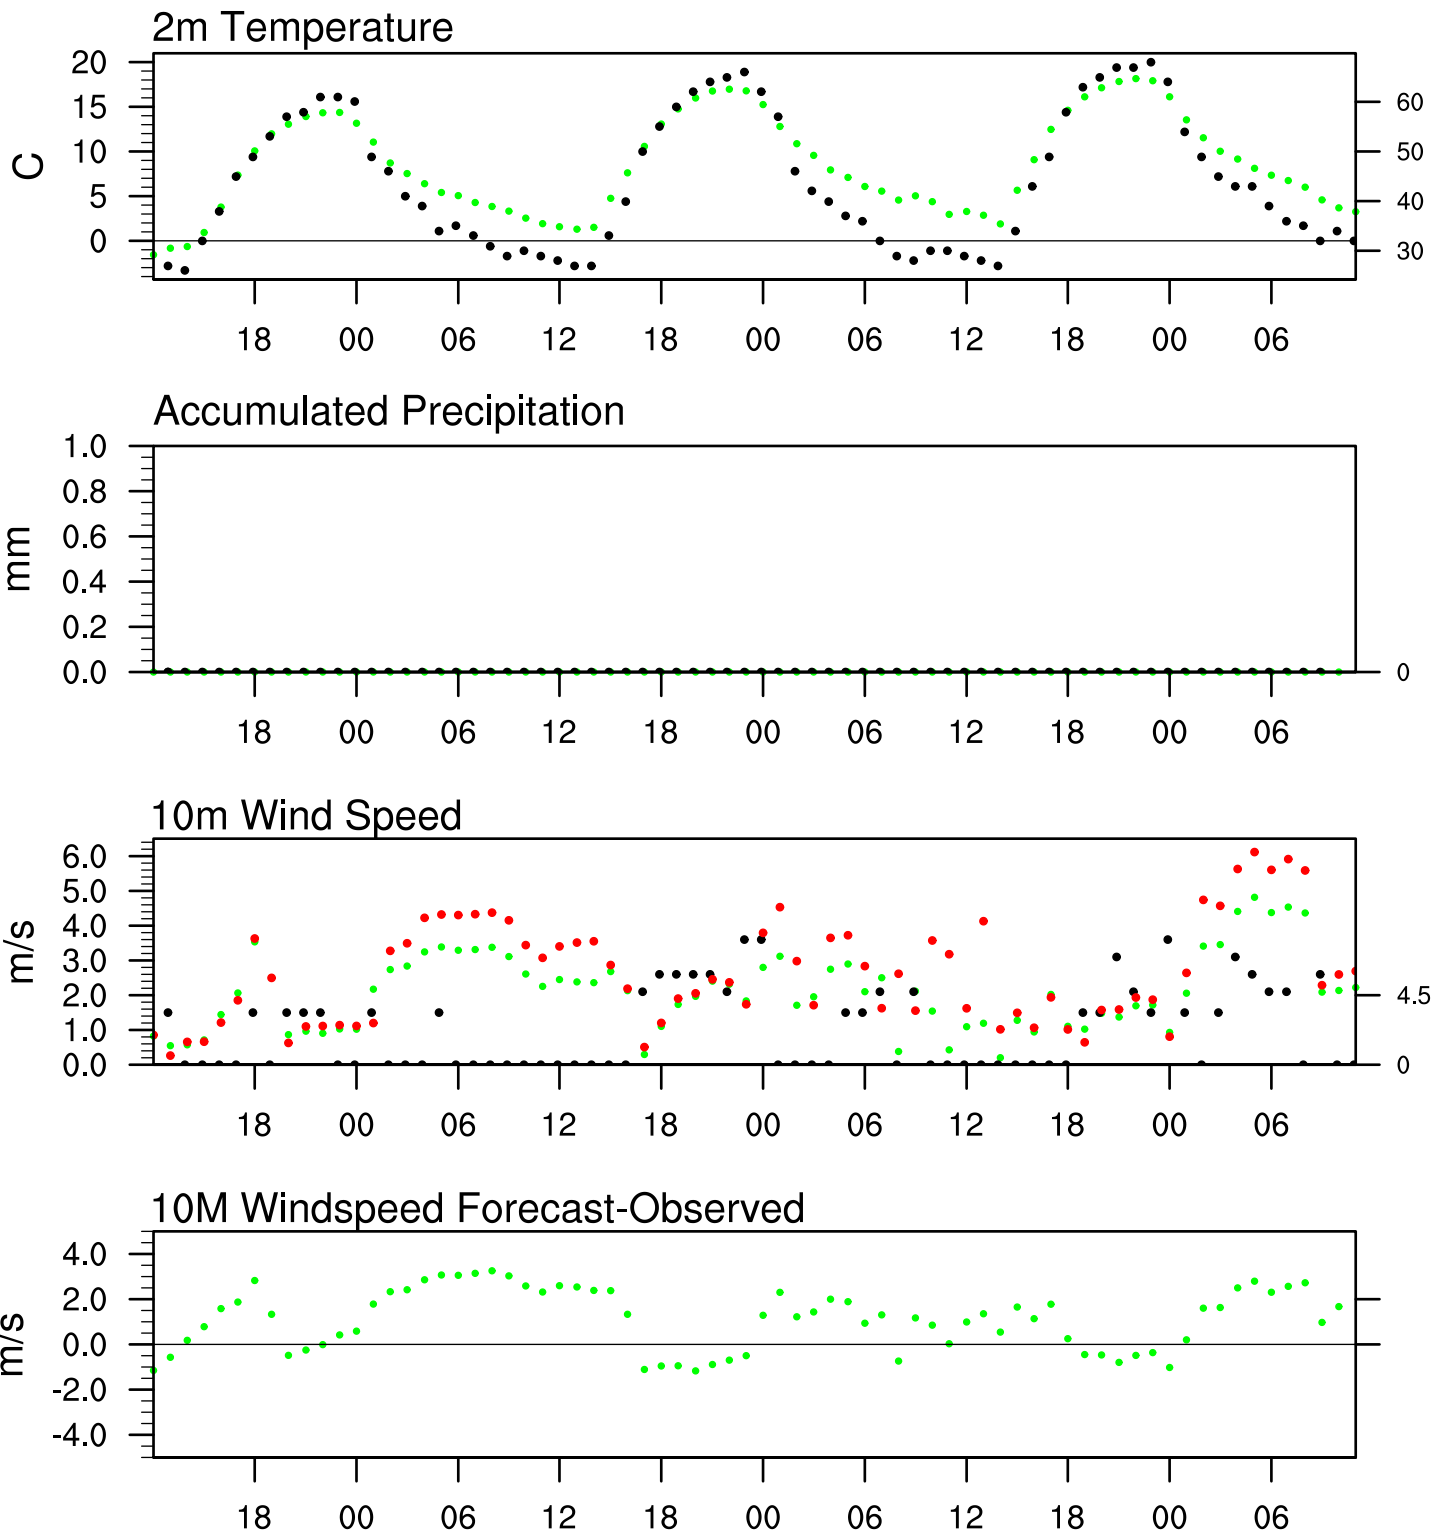 2m Temperature
20
15
10
5
0
C
60
50
40
30
18 00 06 12 18 00 06 12 18 00 06
Accumulated Precipitation
1.0
0.8
0.6
0.4
0.2
0.0
mm
0
18 00 06 12 18 00 06 12 18 00 06
10m Wind Speed
6.0
5.0
4.0
3.0
2.0
1.0
0.0
m/s
4.5
0
18 00 06 12 18 00 06 12 18 00 06
10M Windspeed Forecast-Observed
4.0
2.0
0.0
-2.0
-4.0
m/s
18 00 06 12 18 00 06 12 18 00 06